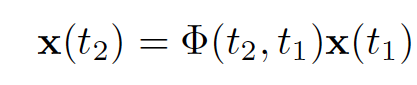 𝐱(t₂) = Φ(t₂, t₁)𝐱(t₁)